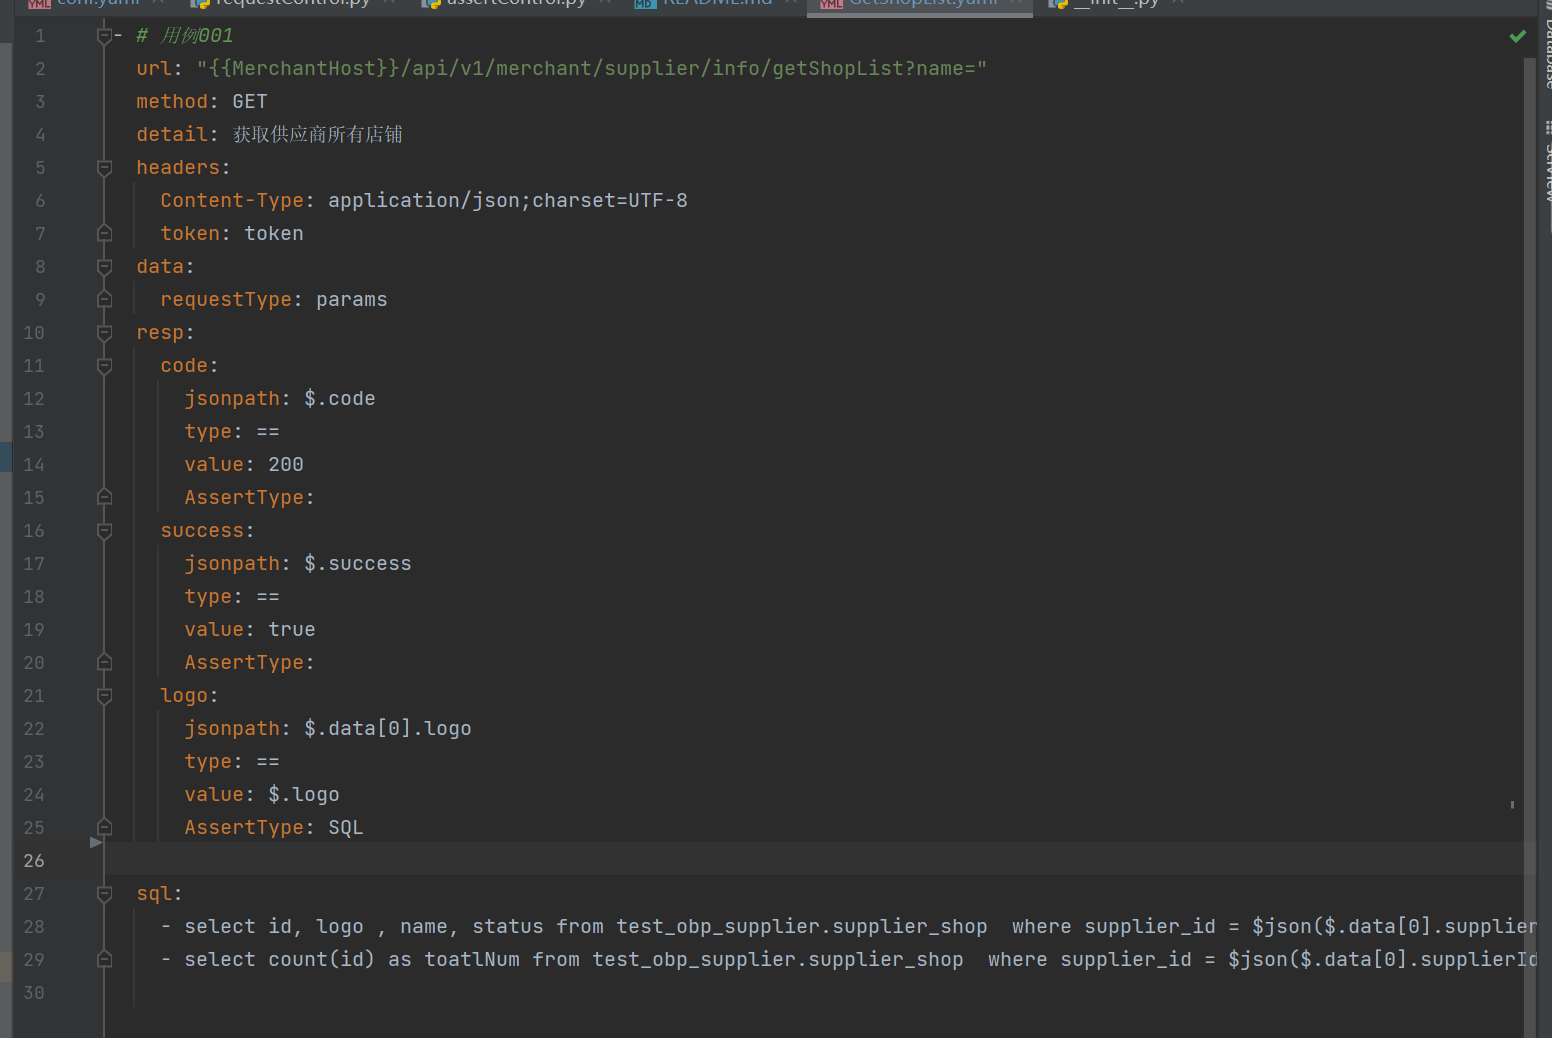 conf.yaml requestControl.py assertControl.py README.md GetShopList.yaml __init__.py
1 - # 用例001
2 url: "{{MerchantHost}}/api/v1/merchant/supplier/info/getShopList?name="
3 method: GET
4 detail: 获取供应商所有店铺
5 headers:
6 Content-Type: application/json;charset=UTF-8
7 token: token
8 data:
9 requestType: params
10 resp:
11 code:
12 jsonpath: $.code
13 type: ==
14 value: 200
15 AssertType:
16 success:
17 jsonpath: $.success
18 type: ==
19 value: true
20 AssertType:
21 logo:
22 jsonpath: $.data[0].logo
23 type: ==
24 value: $.logo
25 AssertType: SQL
26
27 sql:
28 - select id, logo , name, status from test_obp_supplier.supplier_shop  where supplier_id = $json($.data[0].supplier
29 - select count(id) as toatlNum from test_obp_supplier.supplier_shop  where supplier_id = $json($.data[0].supplierId
30
Database
SciView